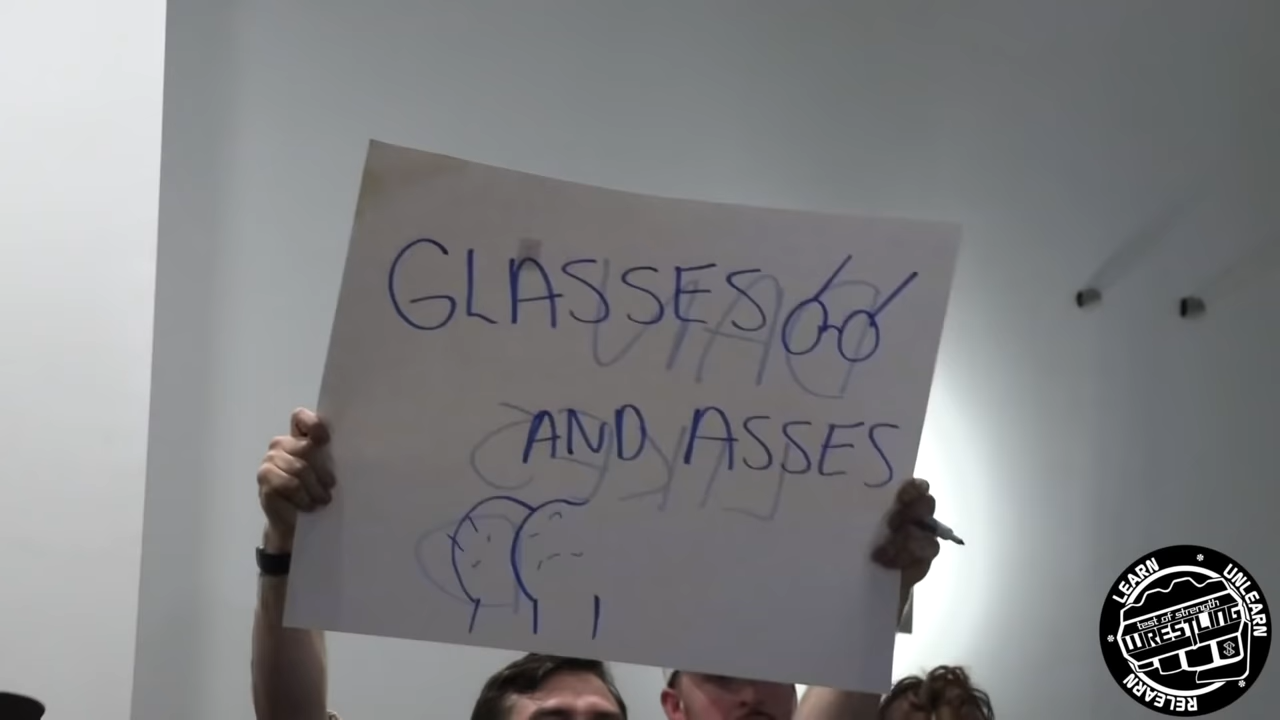 GLASSES
AND ASSES
LEARN
UNLEARN
RELEARN
test of strength
WRESTLING